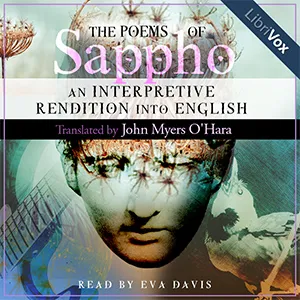 LibriVox
THE POEMS OF
Sappho
AN INTERPRETIVE
RENDITION INTO ENGLISH
Translated by John Myers O'Hara
READ BY EVA DAVIS